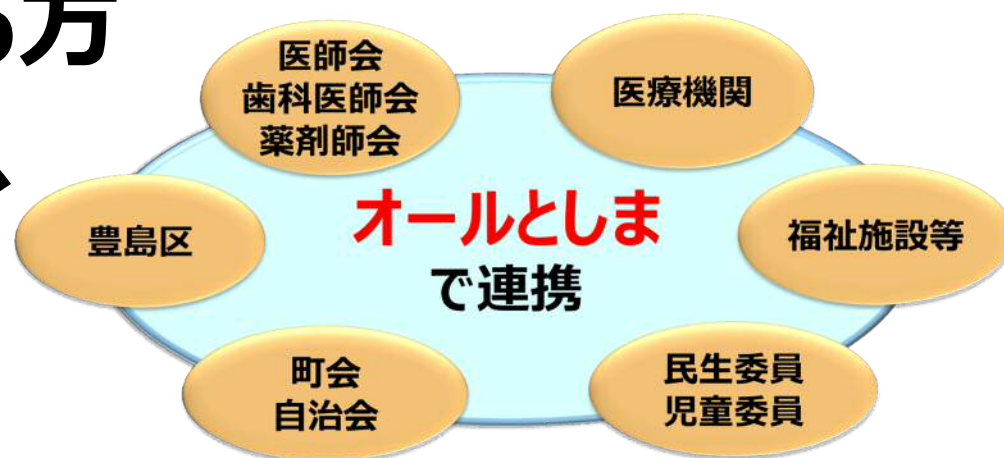 方
医師会
歯科医師会
薬剤師会
医療機関
豊島区
オールとしま
で連携
福祉施設等
町会
自治会
民生委員
児童委員